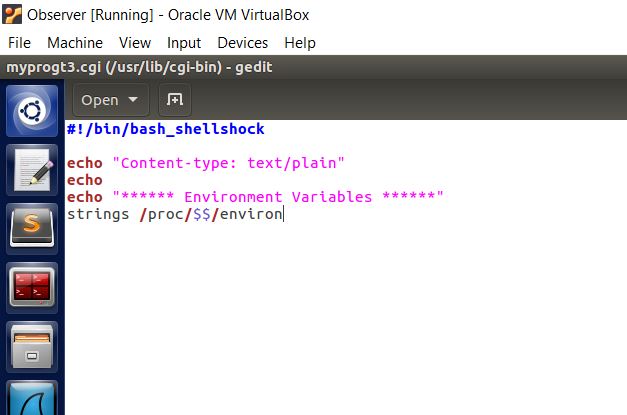 Observer [Running] - Oracle VM VirtualBox
File Machine View Input Devices Help
myprogt3.cgi (/usr/lib/cgi-bin) - gedit
Open
#!/bin/bash_shellshock
echo "Content-type: text/plain"
echo
echo "****** Environment Variables ******"
strings /proc/$$/environ